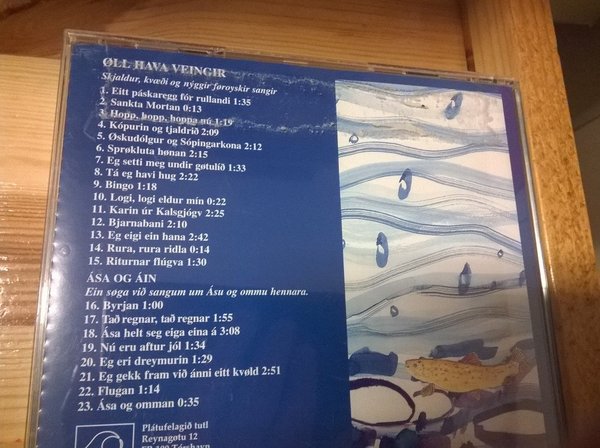 ØLL HAVA VEINGIR
Skjaldur, kvæði og nýggir føroyskir sangir
1. Eitt páskaregg fór rullandi 1:35
2. Sankta Mortan 0:13
3. Hopp, hopp, hoppa nú 1:19
4. Kópurin og tjaldrið 2:09
5. Øskudólgur og Sópingarkona 2:12
6. Sprøkluta hønan 2:15
7. Eg setti meg undir gøtulið 1:33
8. Tá eg havi hug 2:22
9. Bingo 1:18
10. Logi, logi eldur mín 0:22
11. Karin úr Kalsgjógv 2:25
12. Bjarnabani 2:10
13. Eg eigi ein hana 2:42
14. Rura, rura ridla 0:14
15. Riturnar flúgva 1:30
ÁSA OG ÁIN
Ein søga við sangum um Ásu og ommu hennara.
16. Byrjan 1:00
17. Tað regnar, tað regnar 1:55
18. Ása helt seg eiga eina á 3:08
19. Nú eru aftur jól 1:34
20. Eg eri dreymurin 1:29
21. Eg gekk fram við ánni eitt kvøld 2:51
22. Flugan 1:14
23. Ása og omman 0:35
Plátufelagið tutl
Reynagøtu 12
FR 100 Tórshavn